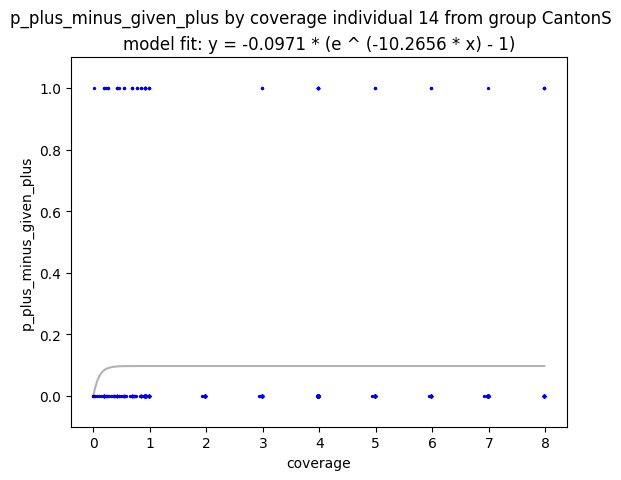 p_plus_minus_given_plus by coverage individual 14 from group CantonS
model fit: y = -0.0971 * (e ^ (-10.2656 * x) - 1)
1.0
0.8
0.6
0.4
0.2
0.0
p_plus_minus_given_plus
0 1 2 3 4 5 6 7 8
coverage